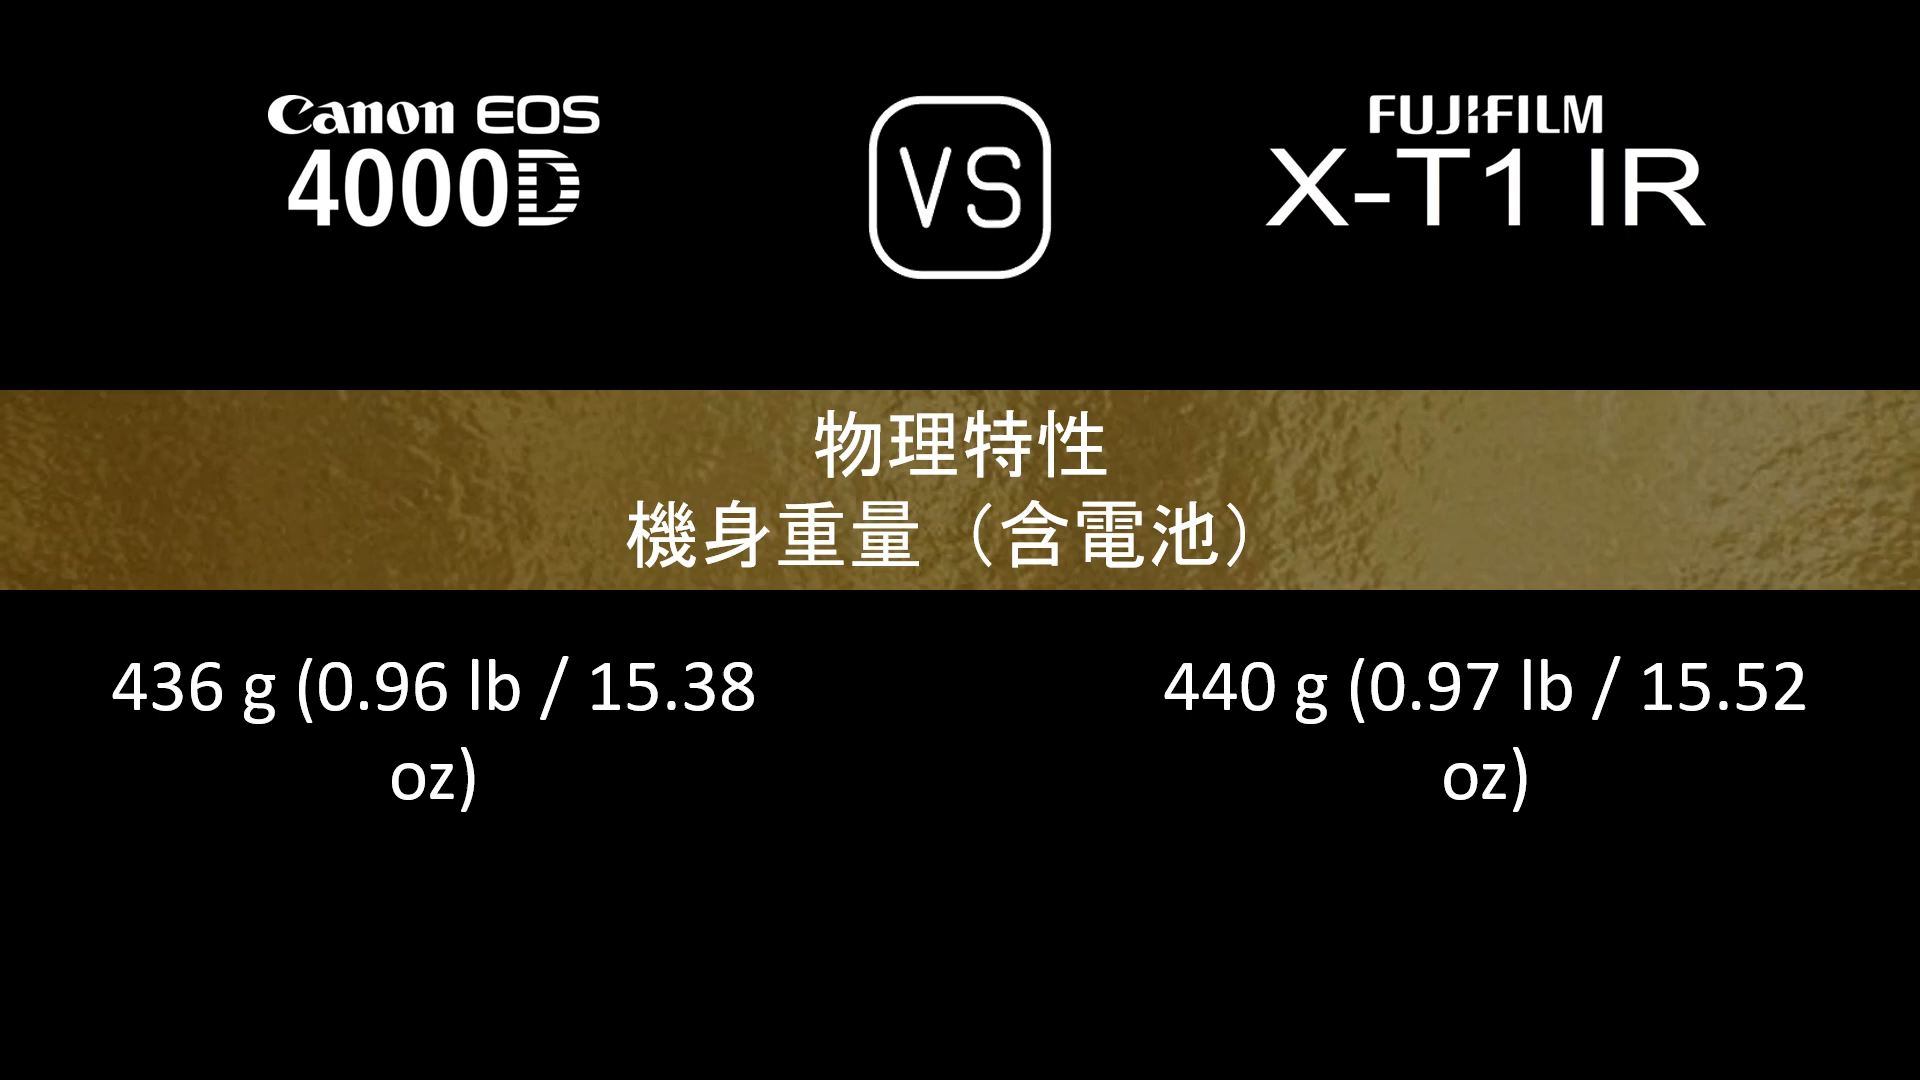 Canon EOS
4000D
VS
FUJIFILM
X-T1 IR
物理特性
機身重量（含電池）
436 g (0.96 lb / 15.38
oz)
440 g (0.97 lb / 15.52
oz)